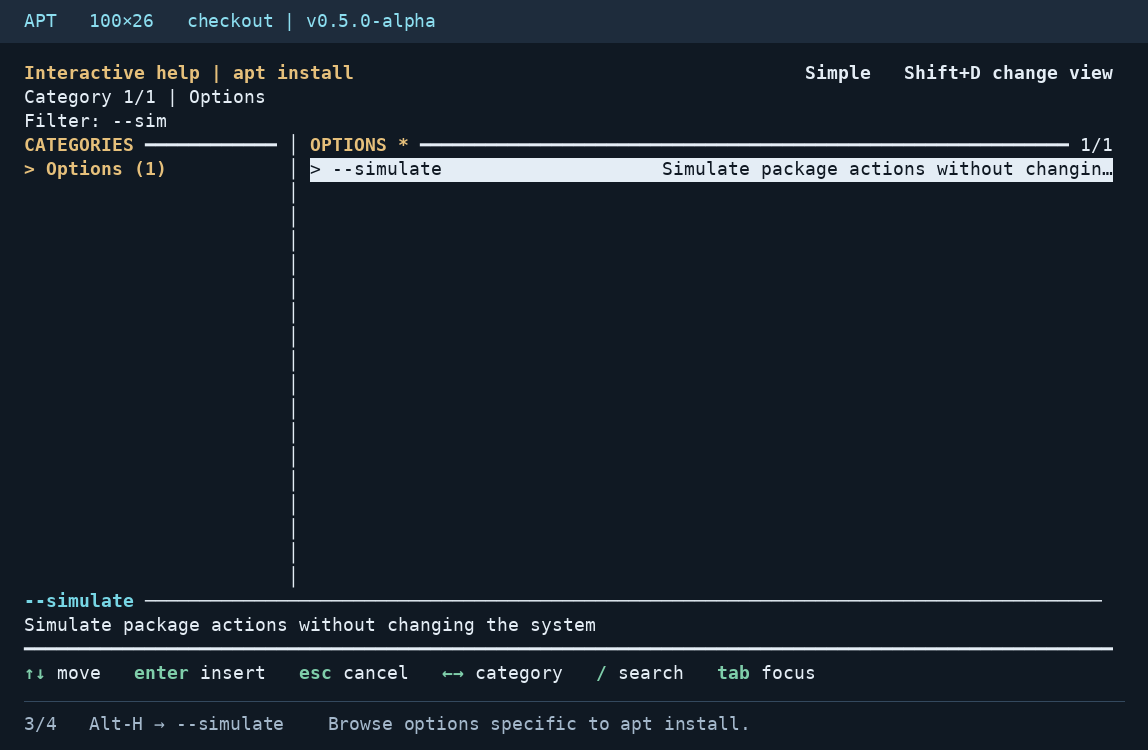 APT   100×26   checkout | v0.5.0-alpha
Interactive help | apt install   Simple   Shift+D change view
Category 1/1 | Options
Filter: --sim
CATEGORIES   OPTIONS *   1/1
> Options (1)   > --simulate   Simulate package actions without changin…
--simulate
Simulate package actions without changing the system
↑↓ move   enter insert   esc cancel   ←→ category   / search   tab focus
3/4   Alt-H → --simulate   Browse options specific to apt install.